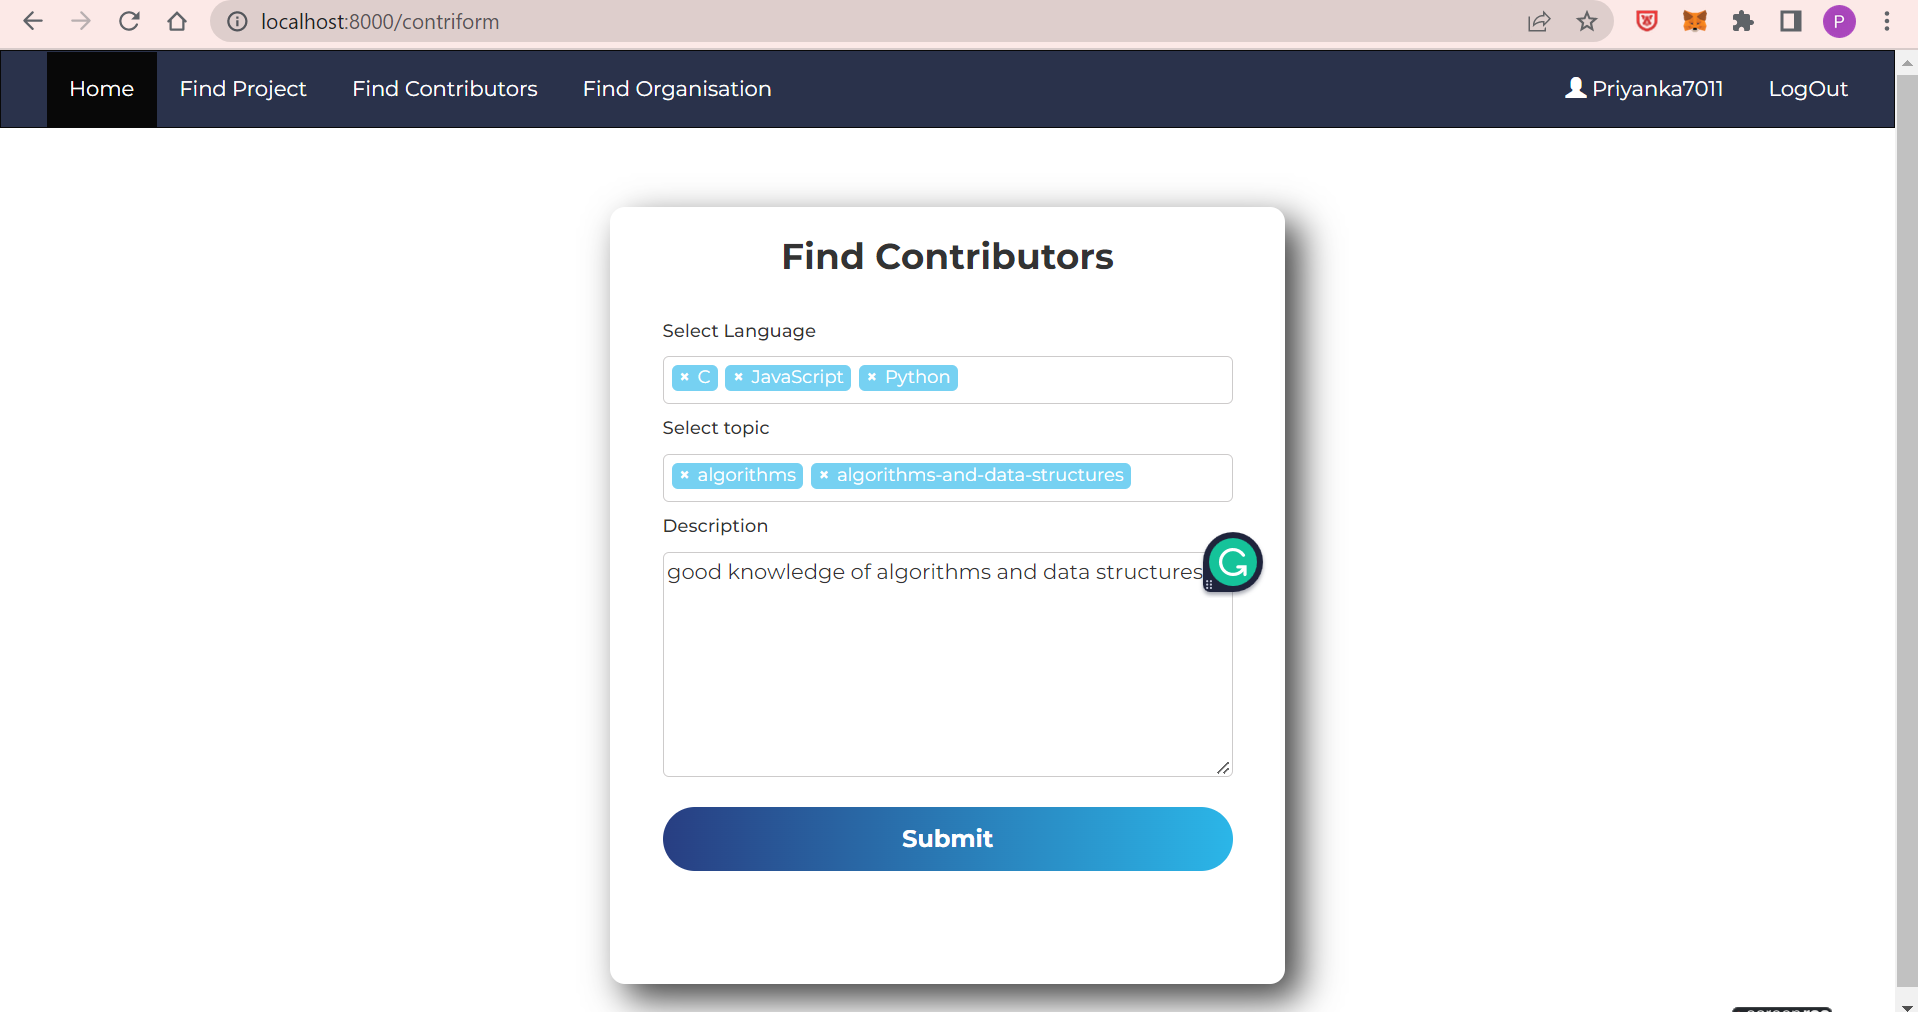 localhost:8000/contriform
P
Home Find Project Find Contributors Find Organisation Priyanka7011 LogOut
Find Contributors
Select Language
× C × JavaScript × Python
Select topic
× algorithms × algorithms-and-data-structures
Description
good knowledge of algorithms and data structures
Submit